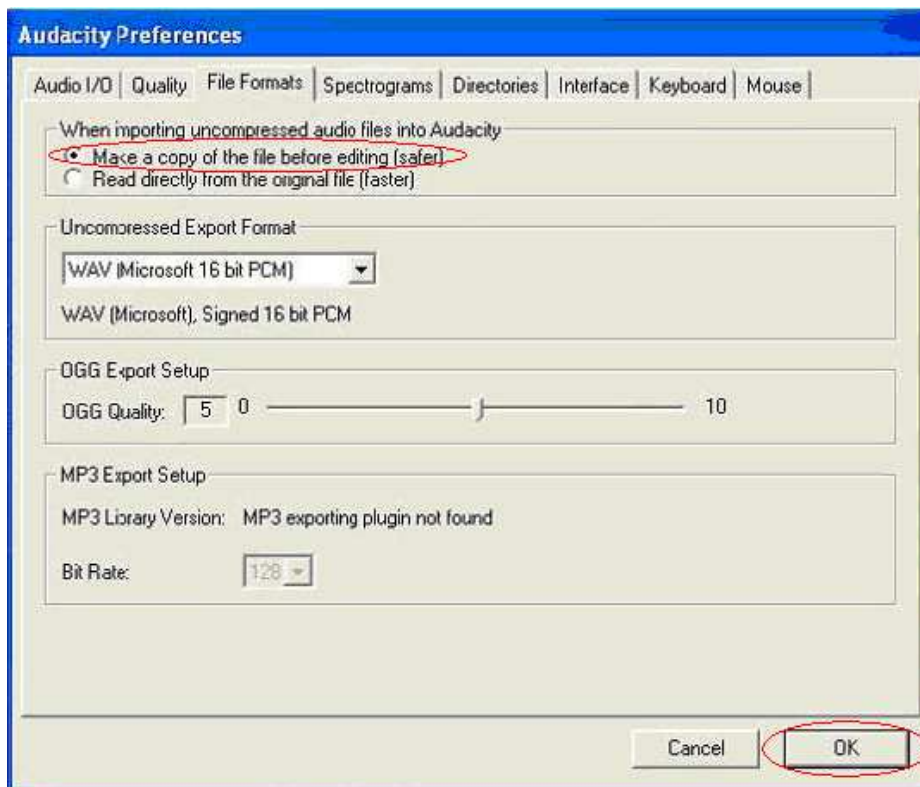 Audacity Preferences
Audio I/O Quality File Formats Spectrograms Directories Interface Keyboard Mouse
When importing uncompressed audio files into Audacity
Make a copy of the file before editing (safer)
Read directly from the original file (faster)
Uncompressed Export Format
WAV (Microsoft 16 bit PCM)
WAV (Microsoft), Signed 16 bit PCM
OGG Export Setup
OGG Quality: 5 0 10
MP3 Export Setup
MP3 Library Version: MP3 exporting plugin not found
Bit Rate: 128
Cancel OK